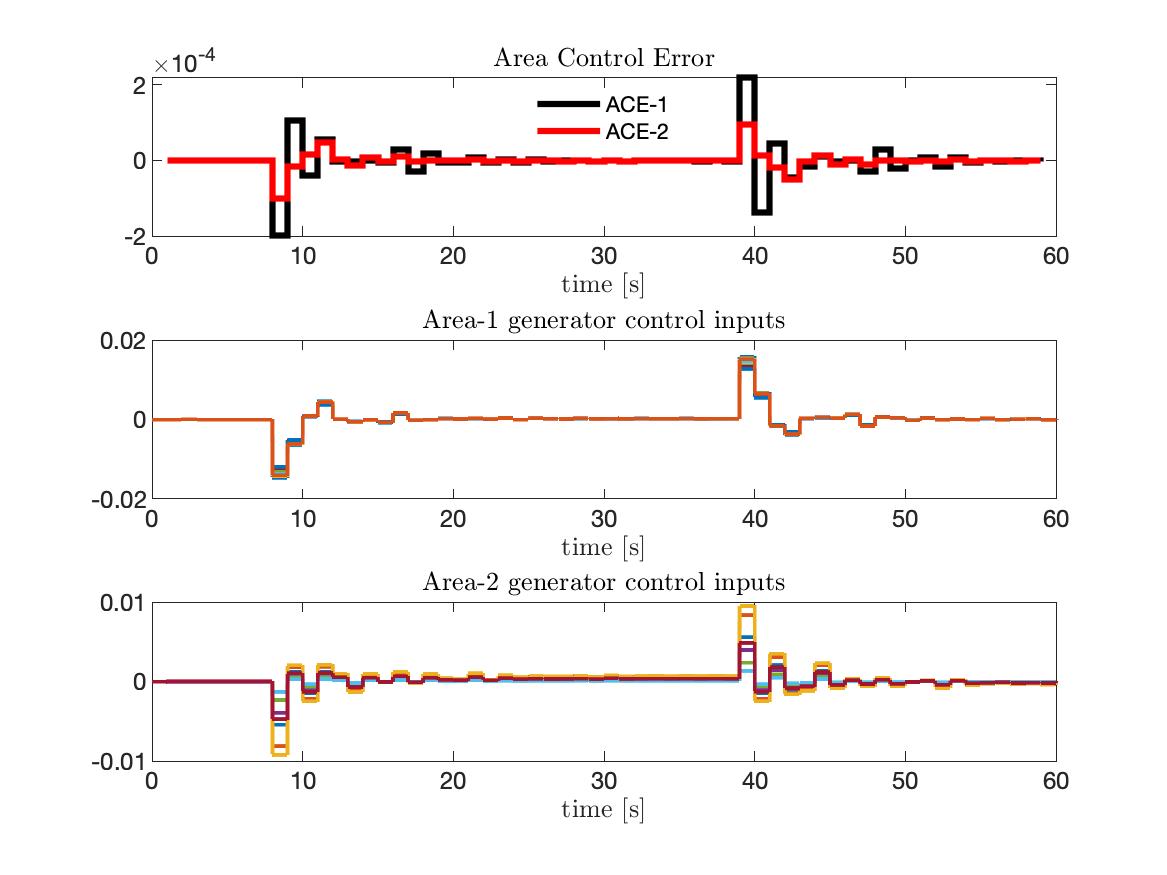 ×10-4
Area Control Error
2
0
-2
ACE-1
ACE-2
0 10 20 30 40 50 60
time [s]
Area-1 generator control inputs
0.02
0
-0.02
0 10 20 30 40 50 60
time [s]
Area-2 generator control inputs
0.01
0
-0.01
0 10 20 30 40 50 60
time [s]